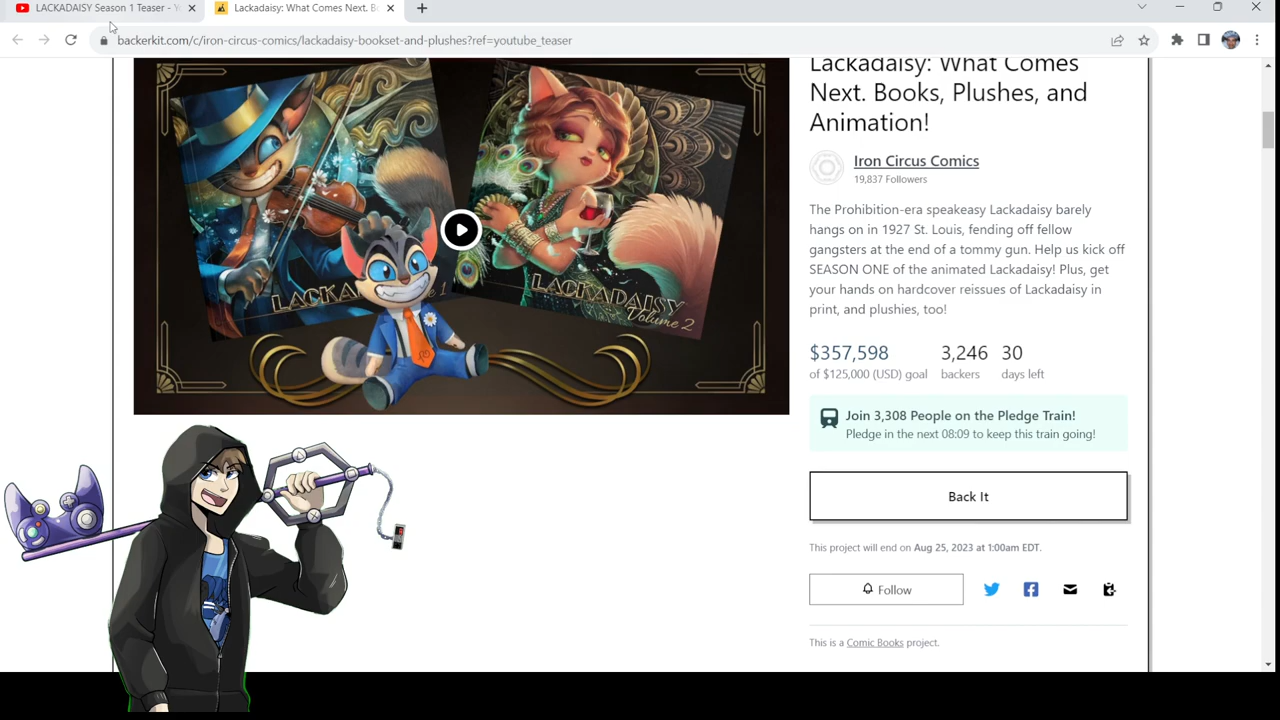 LACKADAISY Season 1 Teaser - Y
Lackadaisy: What Comes Next. B
backerkit.com/c/iron-circus-comics/lackadaisy-bookset-and-plushes?ref=youtube_teaser
Lackadaisy: What Comes
Next. Books, Plushes, and
Animation!
Iron Circus Comics
19,837 Followers
The Prohibition-era speakeasy Lackadaisy barely
hangs on in 1927 St. Louis, fending off fellow
gangsters at the end of a tommy gun. Help us kick off
SEASON ONE of the animated Lackadaisy! Plus, get
your hands on hardcover reissues of Lackadaisy in
print, and plushies, too!
$357,598
of $125,000 (USD) goal
3,246
backers
30
days left
Join 3,308 People on the Pledge Train!
Pledge in the next 08:09 to keep this train going!
Back It
This project will end on Aug 25, 2023 at 1:00am EDT.
Follow
This is a Comic Books project.
LACKA
1
LACKADAISY
Volume 2